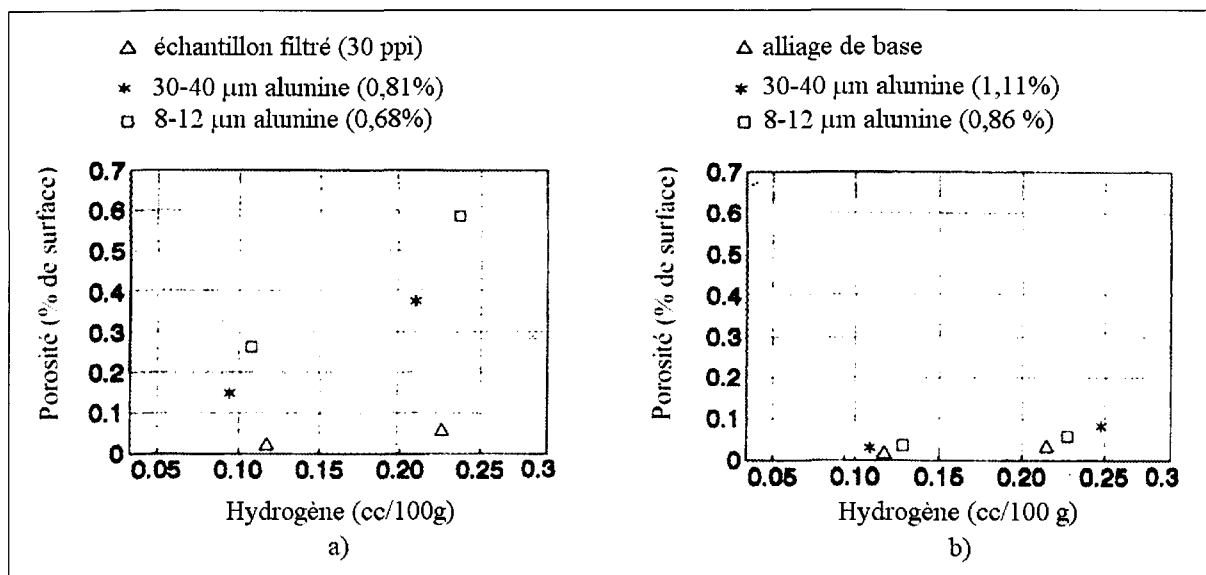 échantillon filtré (30 ppi)
30-40 μm alumine (0,81%)
8-12 μm alumine (0,68%)
0.7
0.6
0.5
0.4
0.3
0.2
0.1
0
Porosité (% de surface)
0.05 0.10 0.15 0.20 0.25 0.3
Hydrogène (cc/100g)
a)
alliage de base
30-40 μm alumine (1,11%)
8-12 μm alumine (0,86 %)
0.7
0.6
0.5
0.4
0.3
0.2
0.1
0
Porosité (% de surface)
0.05 0.10 0.15 0.20 0.25 0.3
Hydrogène (cc/100 g)
b)